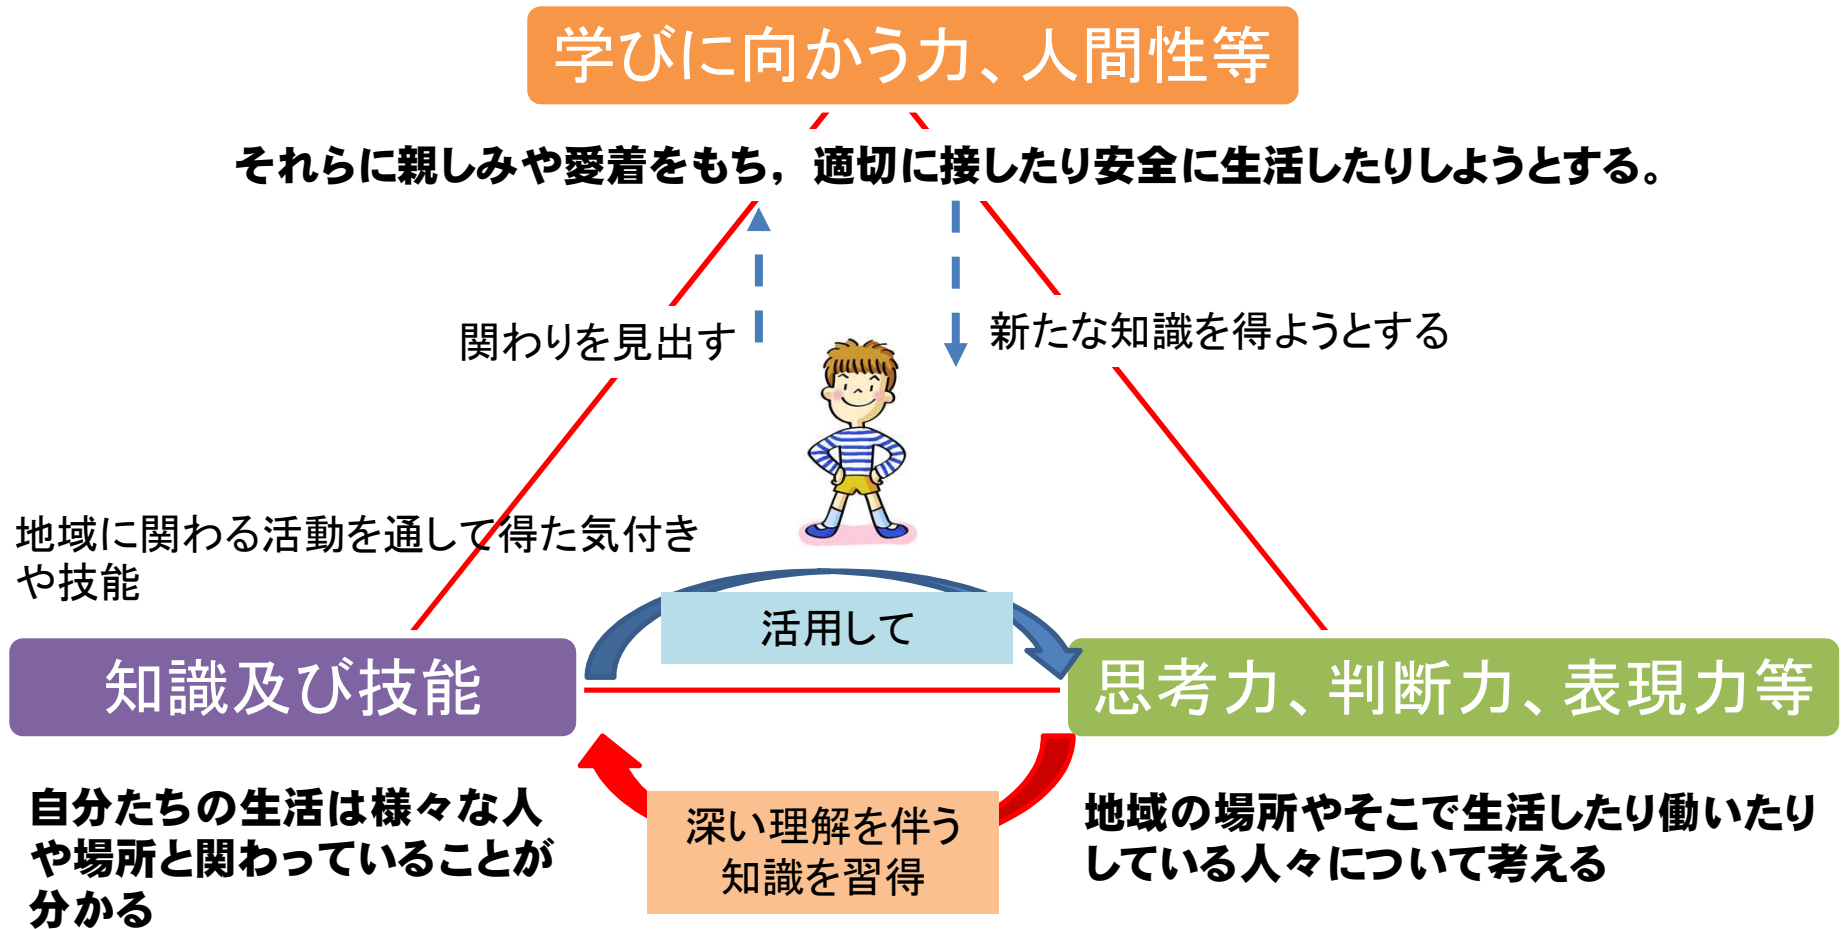 学びに向かう力、人間性等
それらに親しみや愛着をもち，適切に接したり安全に生活したりしようとする。
関わりを見出す
新たな知識を得ようとする
地域に関わる活動を通して得た気付き
や技能
活用して
知識及び技能
思考力、判断力、表現力等
自分たちの生活は様々な人
や場所と関わっていることが
分かる
深い理解を伴う
知識を習得
地域の場所やそこで生活したり働いたり
している人々について考える